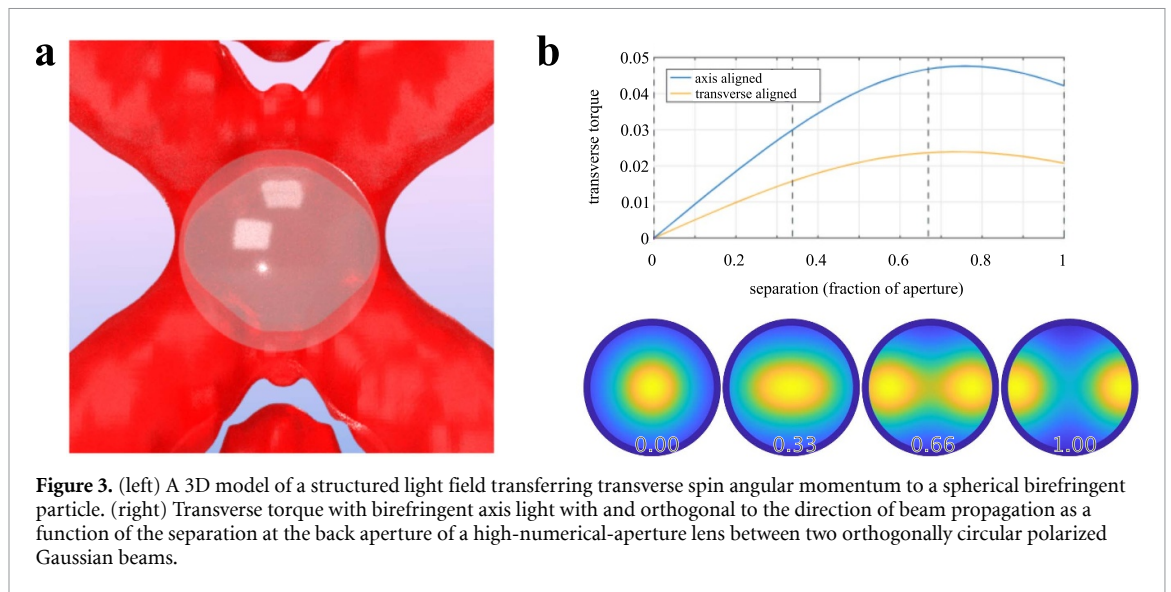 a
b
0.05
0.04
0.03
0.02
0.01
0
transverse torque
axis aligned
transverse aligned
0 0.2 0.4 0.6 0.8 1
separation (fraction of aperture)
0.00 0.33 0.66 1.00
Figure 3. (left) A 3D model of a structured light field transferring transverse spin angular momentum to a spherical birefringent
particle. (right) Transverse torque with birefringent axis light with and orthogonal to the direction of beam propagation as a
function of the separation at the back aperture of a high-numerical-aperture lens between two orthogonally circular polarized
Gaussian beams.